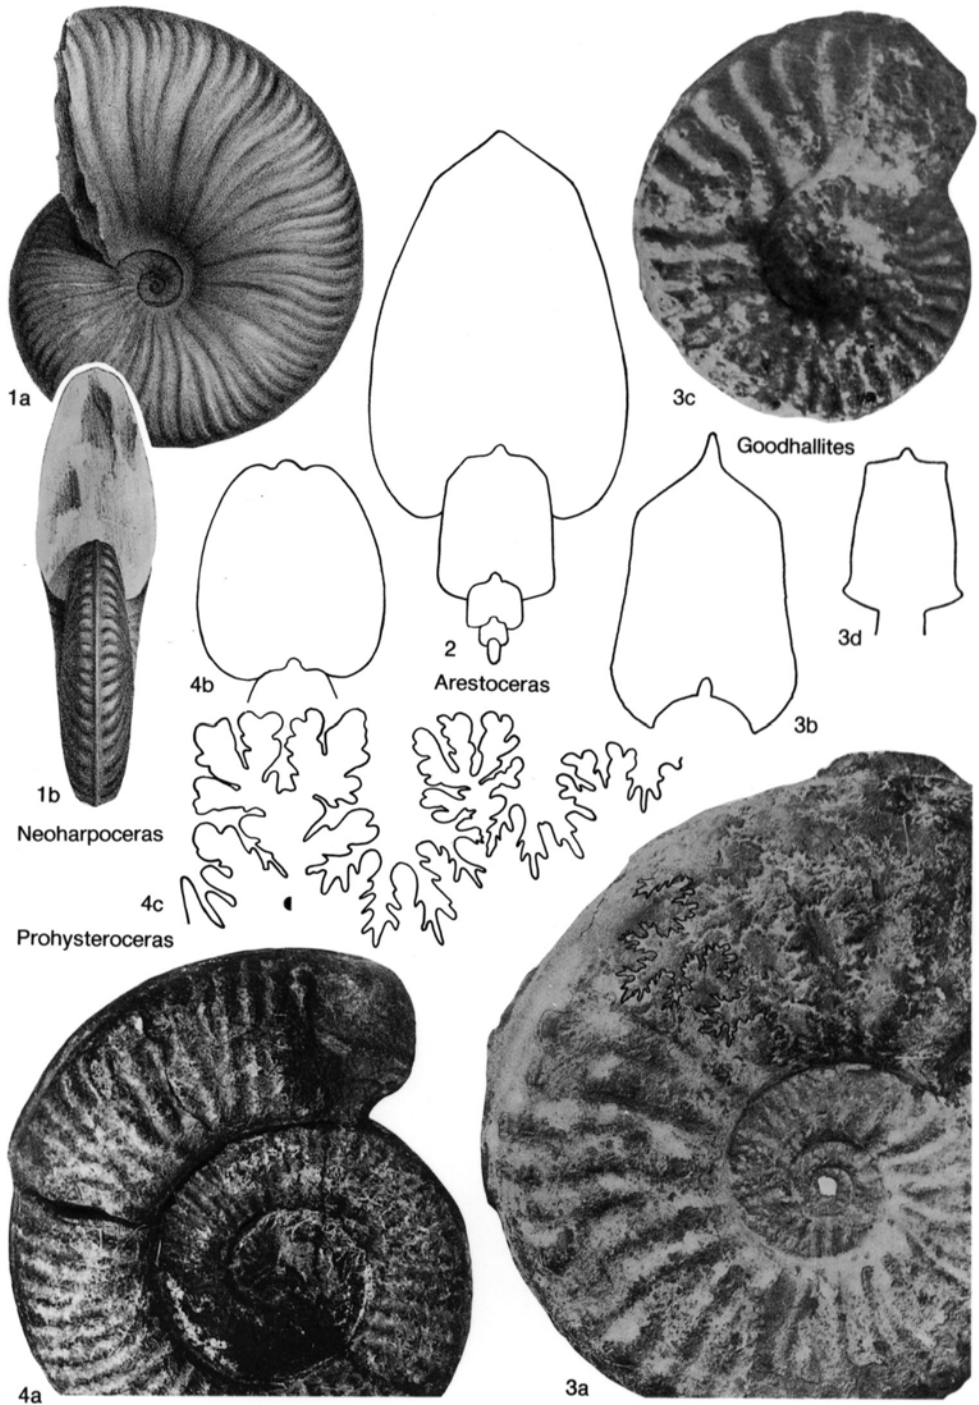 1a
3c
Goodhallites
4b
2
3d
Arestoceras
3b
1b
Neoharpoceras
4c
Prohysteroceras
4a
3a